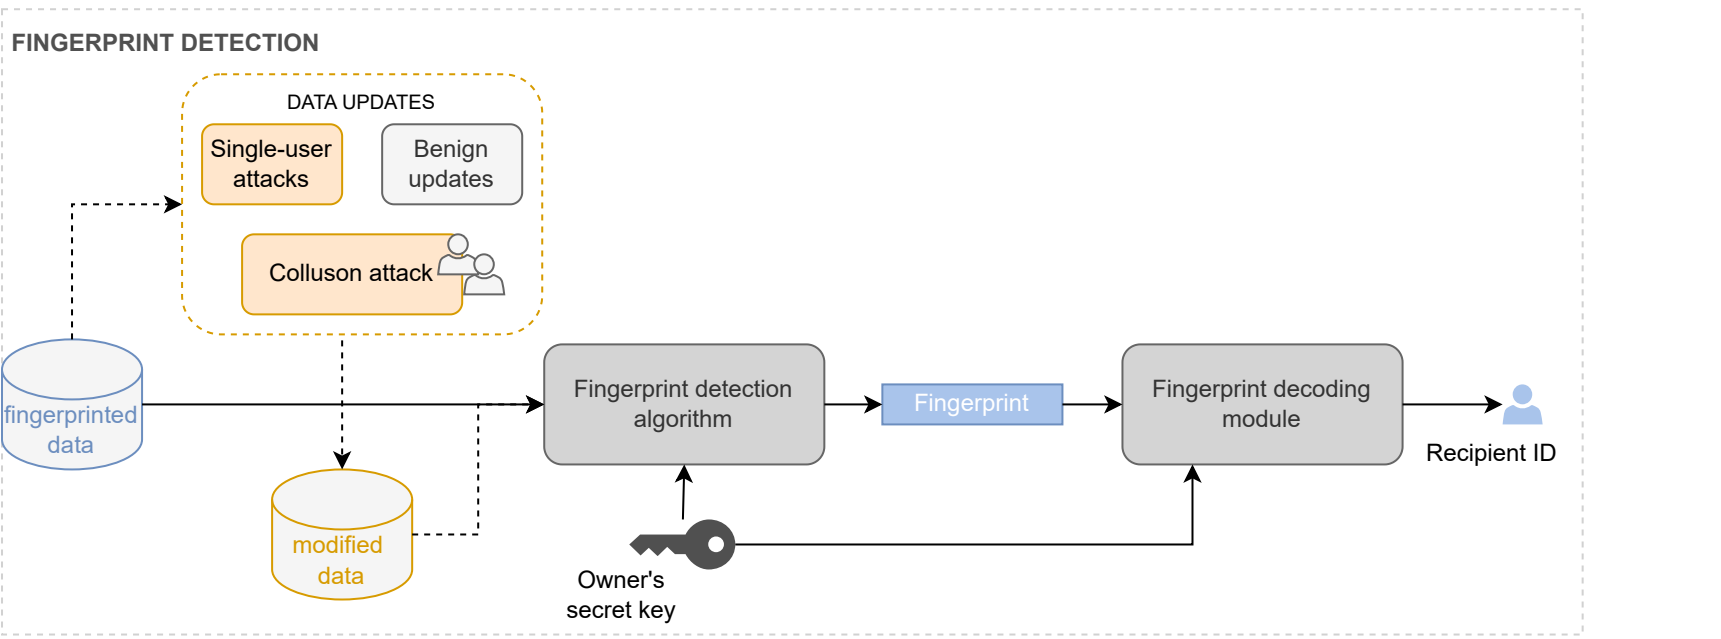 FINGERPRINT DETECTION
DATA UPDATES
Single-user
attacks
Benign
updates
Colluson attack
fingerprinted
data
modified
data
Fingerprint detection
algorithm
Fingerprint
Fingerprint decoding
module
Recipient ID
Owner's
secret key